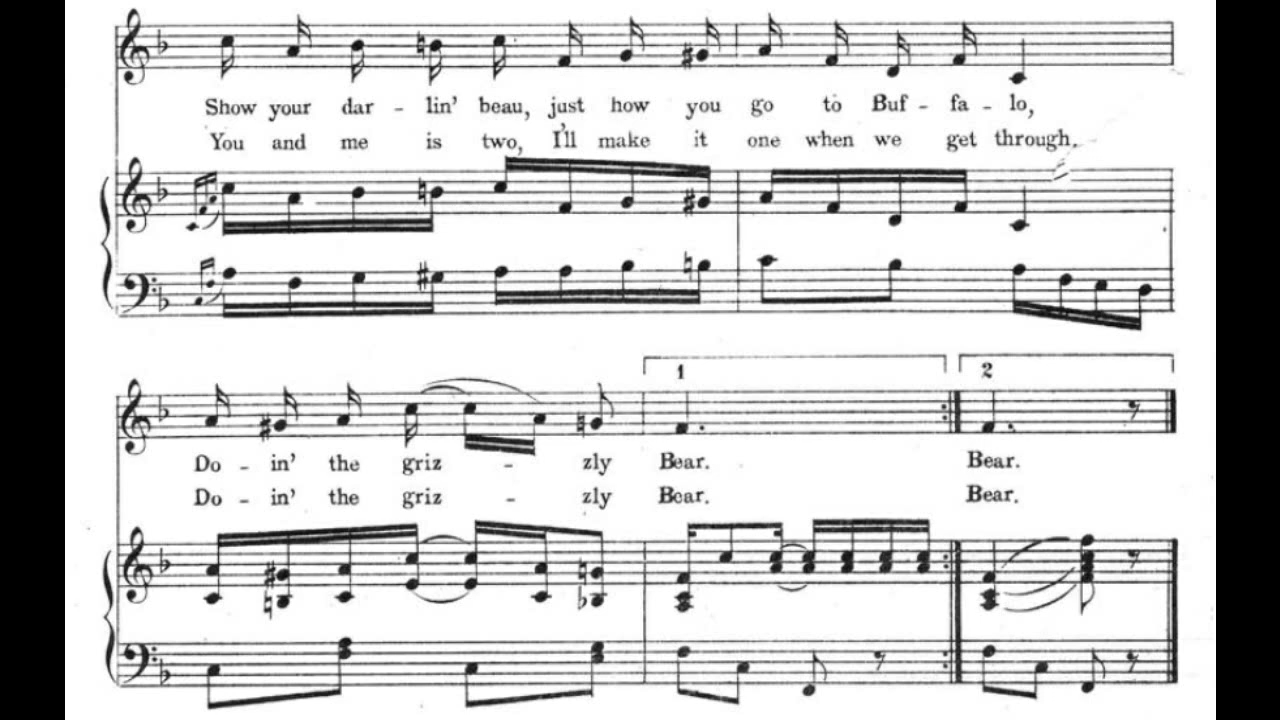 Show your dar - lin' beau, just how you go to Buf - fa - lo,
You and me is two, I'll make it one when we get through.
1 2
Do - in' the griz - zly Bear. Bear.
Do - in' the griz - zly Bear. Bear.